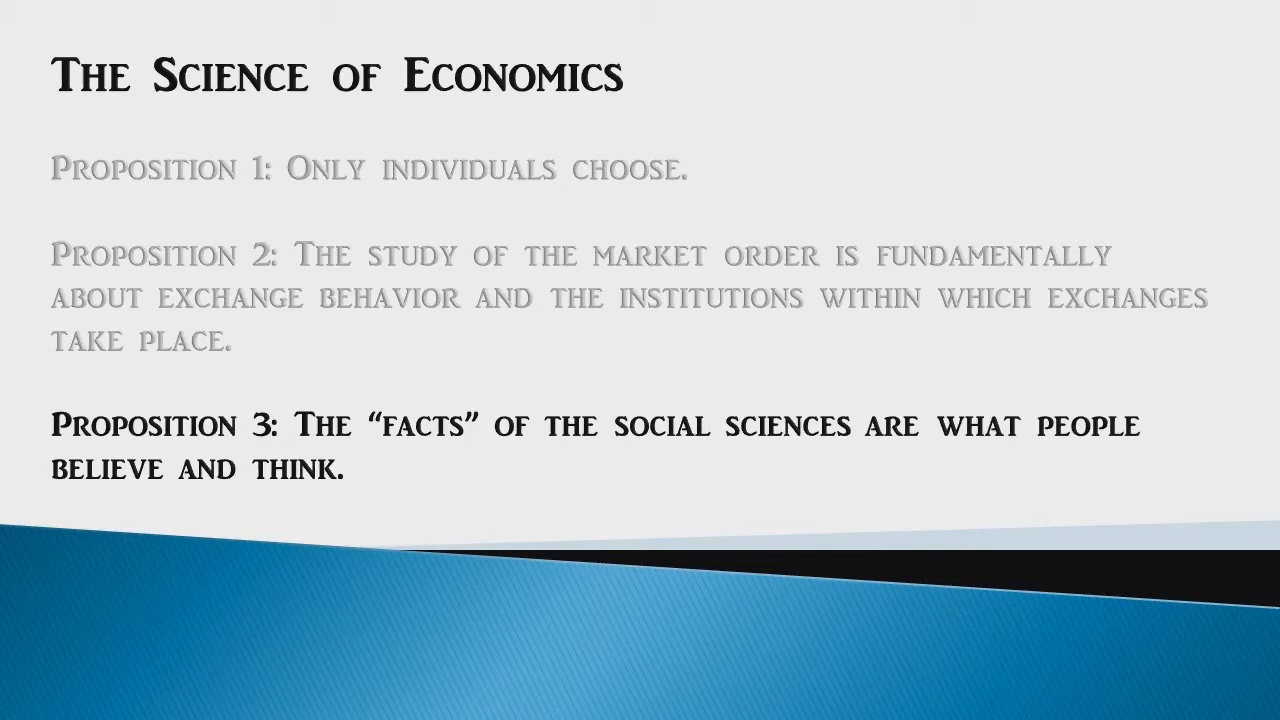 The Science of Economics
Proposition 1: Only individuals choose.
Proposition 2: The study of the market order is fundamentally
about exchange behavior and the institutions within which exchanges
take place.
Proposition 3: The “facts” of the social sciences are what people
believe and think.